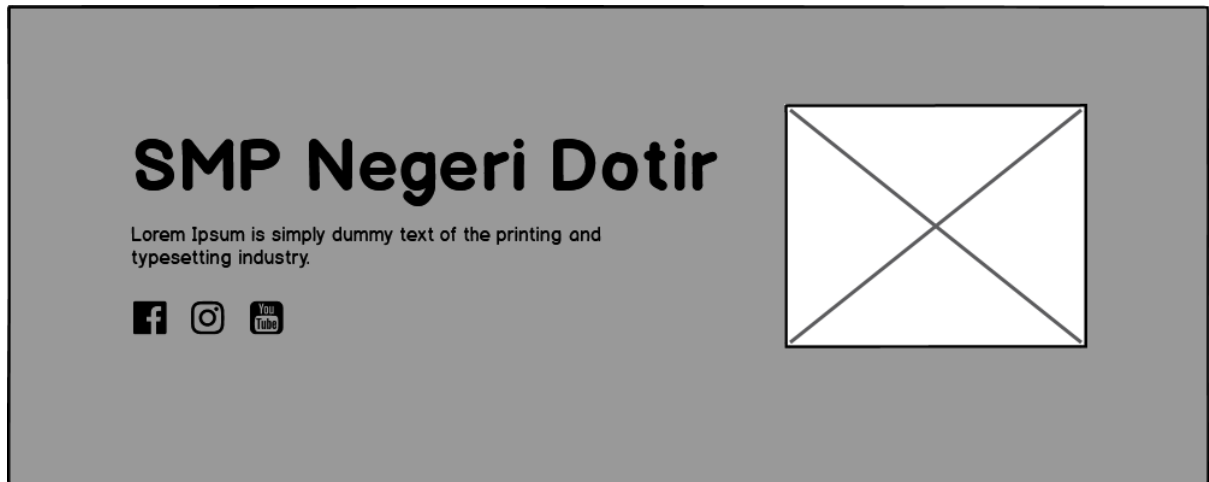 SMP Negeri Dotir
Lorem Ipsum is simply dummy text of the printing and
typesetting industry.
You
Tube